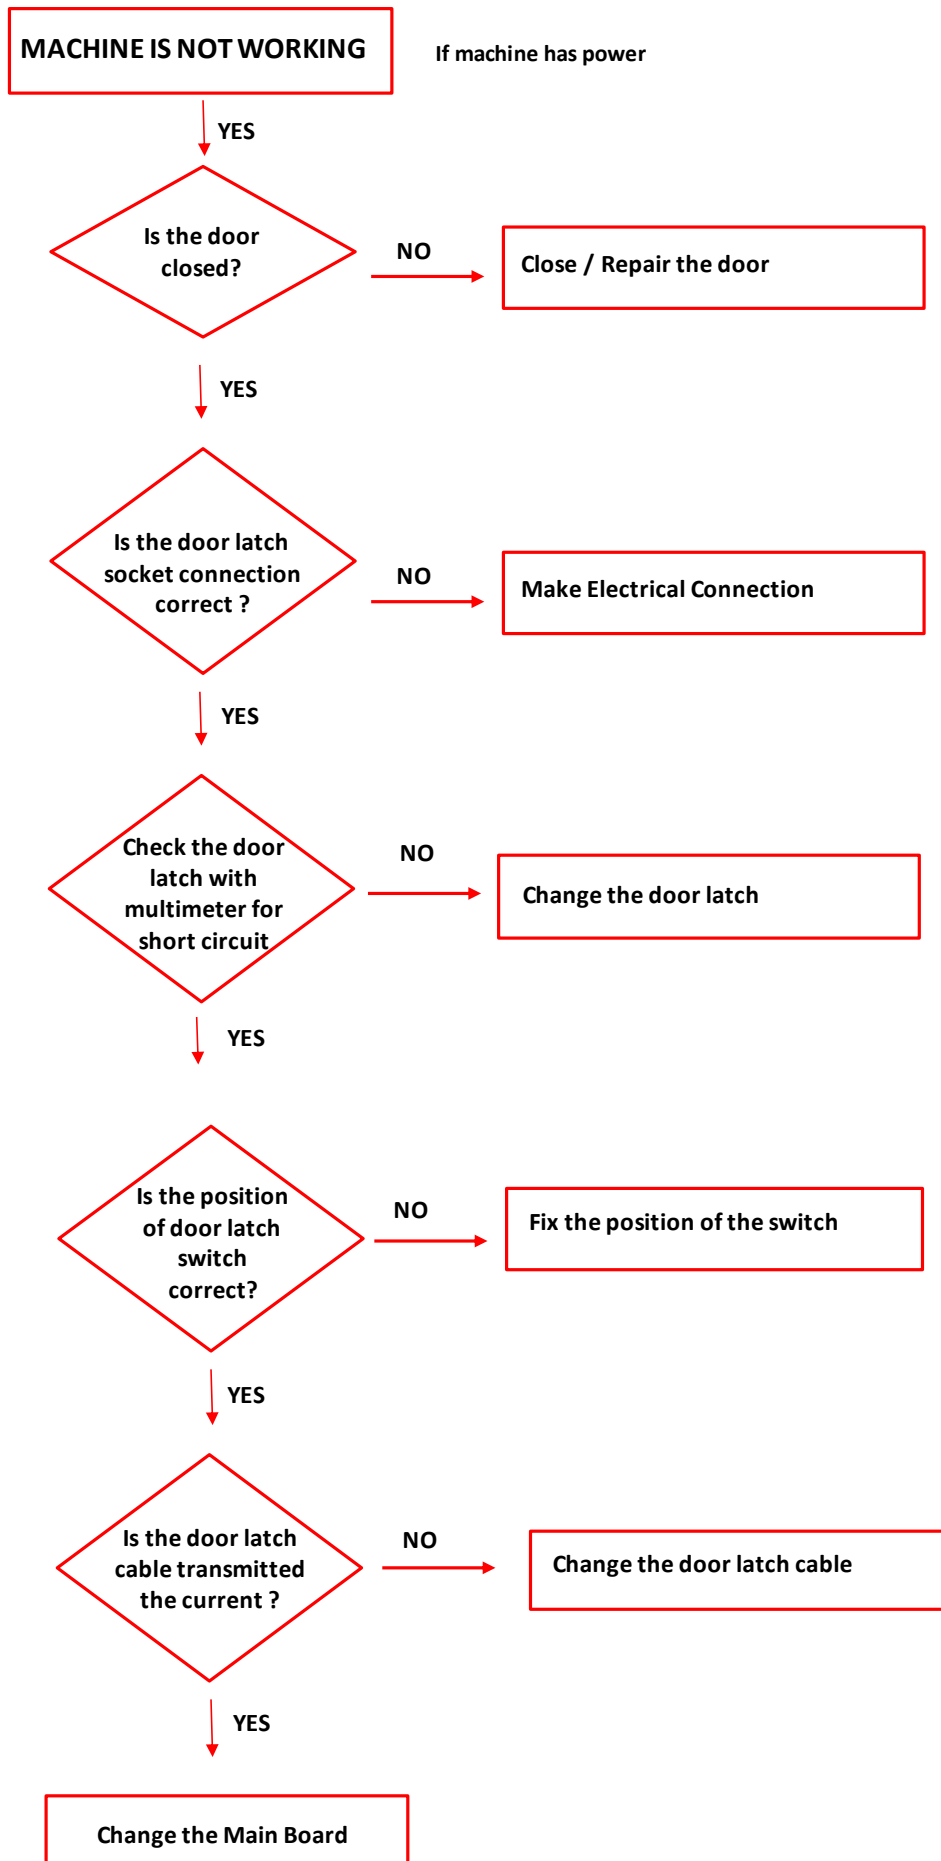 MACHINE IS NOT WORKING
If machine has power
YES
Is the door
closed?
NO
Close / Repair the door
YES
Is the door latch
socket connection
correct ?
NO
Make Electrical Connection
YES
Check the door
latch with
multimeter for
short circuit
NO
Change the door latch
YES
Is the position
of door latch
switch
correct?
NO
Fix the position of the switch
YES
Is the door latch
cable transmitted
the current ?
NO
Change the door latch cable
YES
Change the Main Board